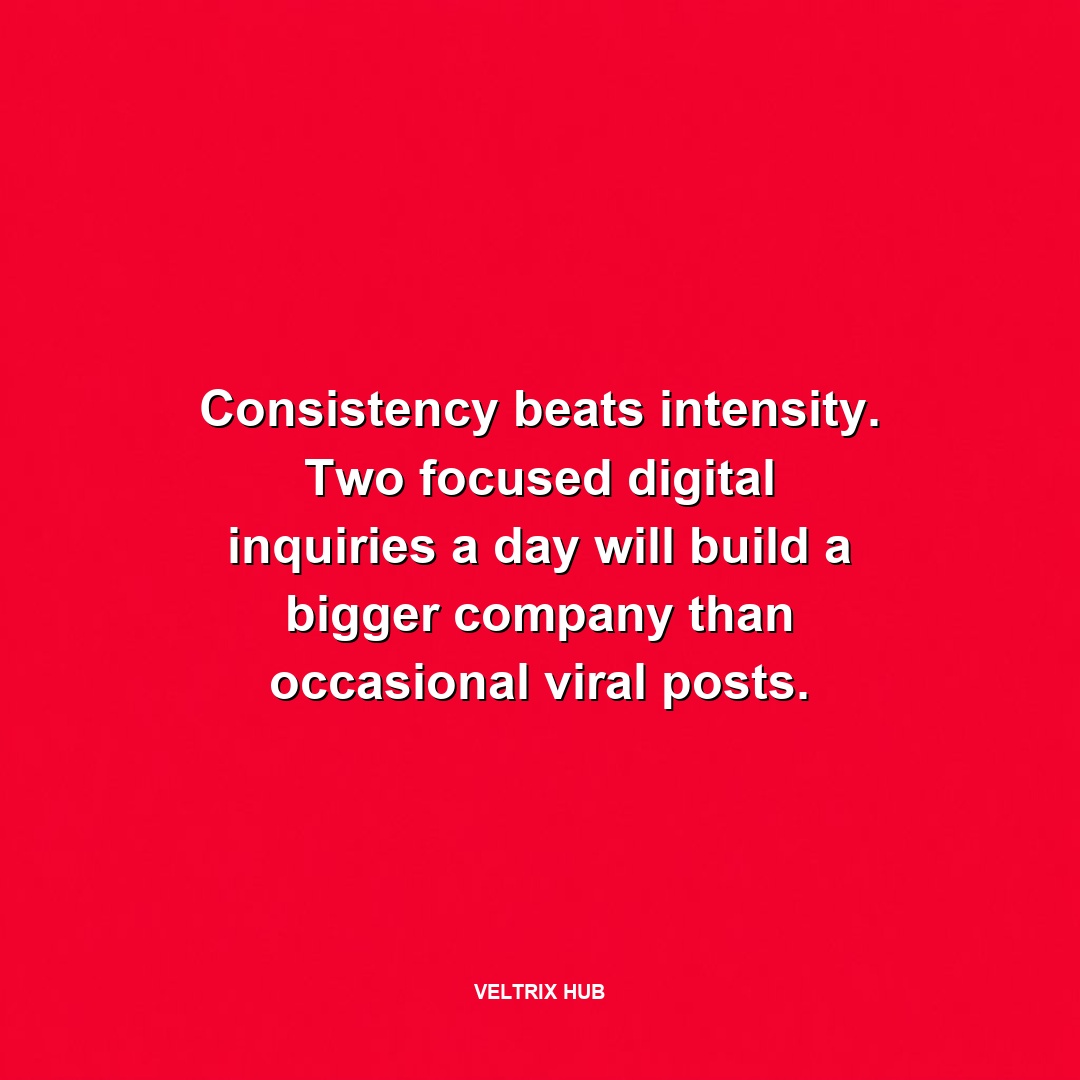 Consistency beats intensity.
Two focused digital
inquiries a day will build a
bigger company than
occasional viral posts.
VELTRIX HUB